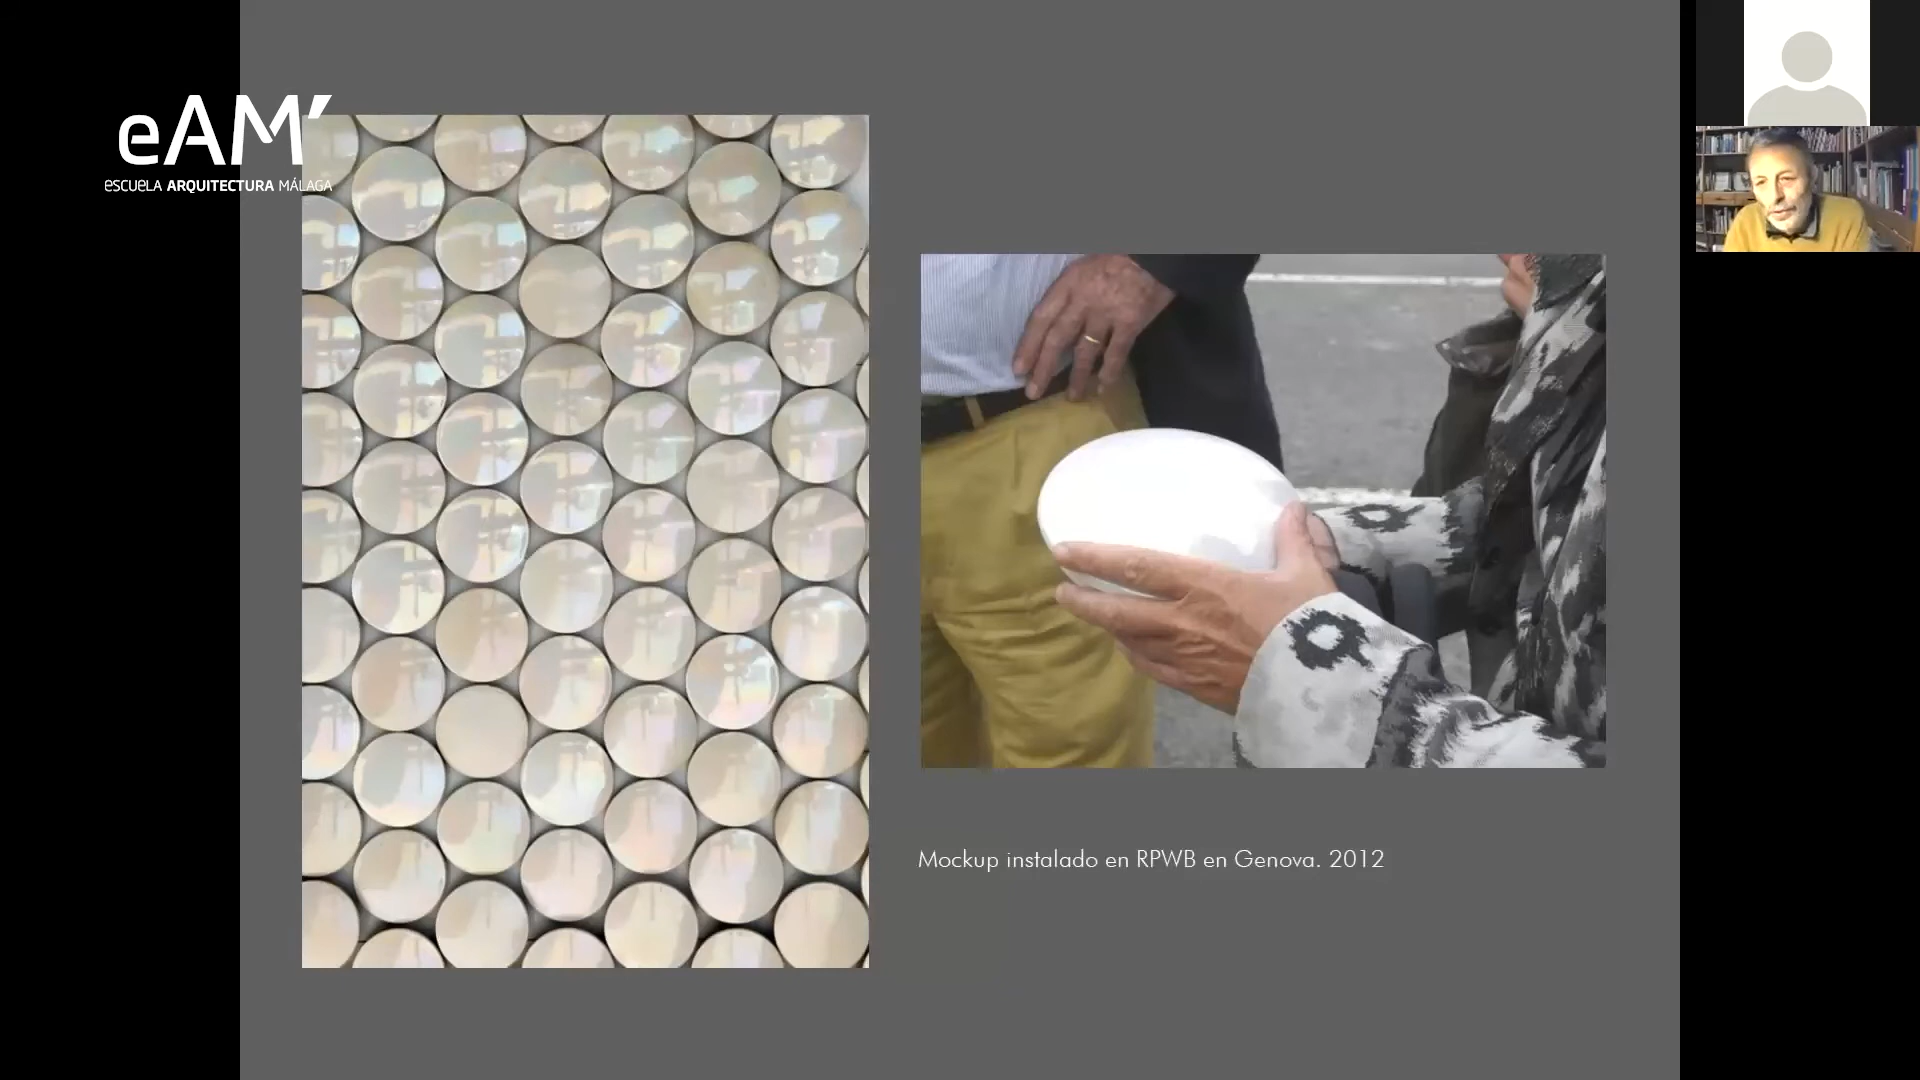 eAM'
ESCUELA ARQUITECTURA MÁLAGA
Mockup instalado en RPWB en Genova. 2012